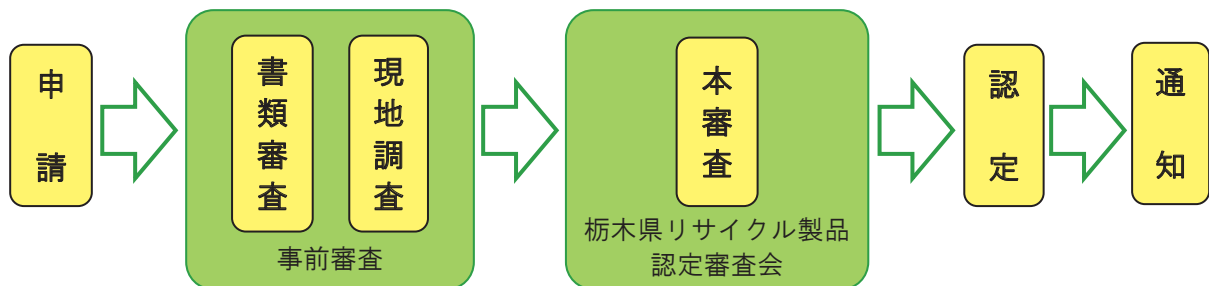 申請
書類審査
現地調査
事前審査
本審査
栃木県リサイクル製品
認定審査会
認定
通知